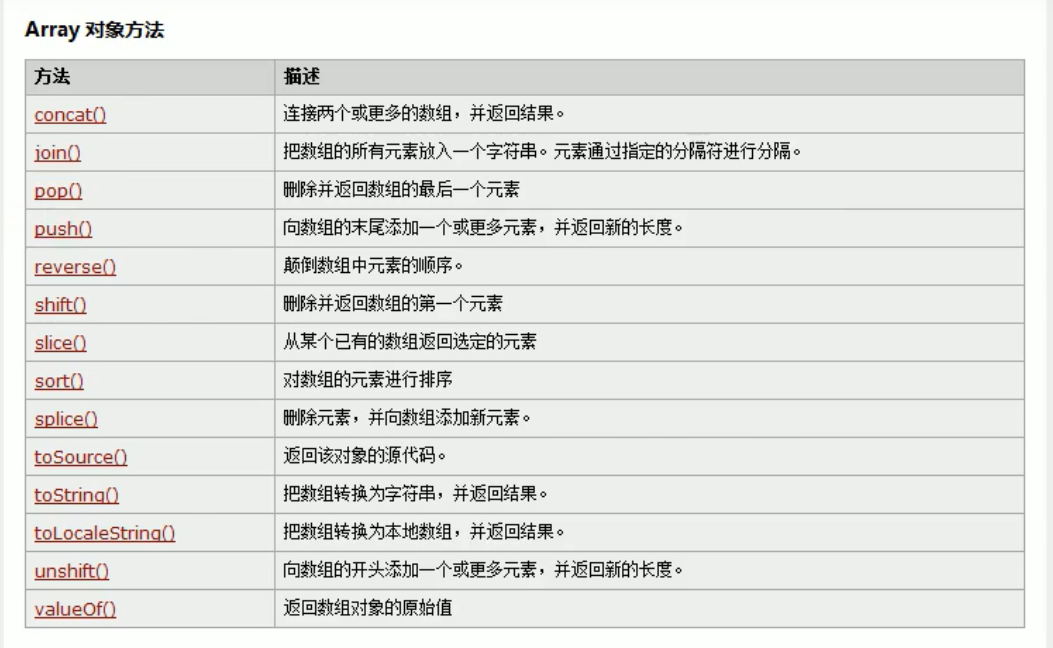 Array 对象方法
方法 描述
concat() 连接两个或更多的数组，并返回结果。
join() 把数组的所有元素放入一个字符串。元素通过指定的分隔符进行分隔。
pop() 删除并返回数组的最后一个元素
push() 向数组的末尾添加一个或更多元素，并返回新的长度。
reverse() 颠倒数组中元素的顺序。
shift() 删除并返回数组的第一个元素
slice() 从某个已有的数组返回选定的元素
sort() 对数组的元素进行排序
splice() 删除元素，并向数组添加新元素。
toSource() 返回该对象的源代码。
toString() 把数组转换为字符串，并返回结果。
toLocaleString() 把数组转换为本地数组，并返回结果。
unshift() 向数组的开头添加一个或更多元素，并返回新的长度。
valueOf() 返回数组对象的原始值